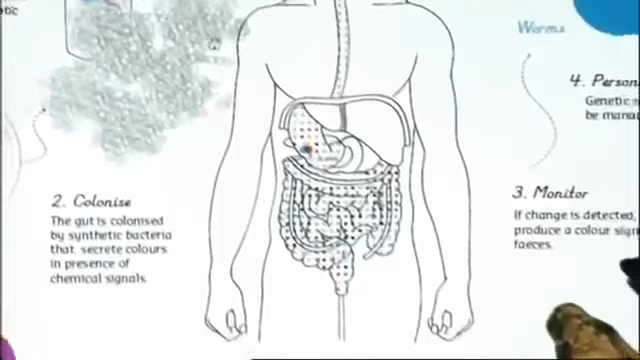 Worms
4. Person
Genetic
be mana
2. Colonise
The gut is colonised
by synthetic bacteria
that secrete colours
in presence of
chemical signals
3. Monitor
If change is detected,
produce a colour sign
faeces.